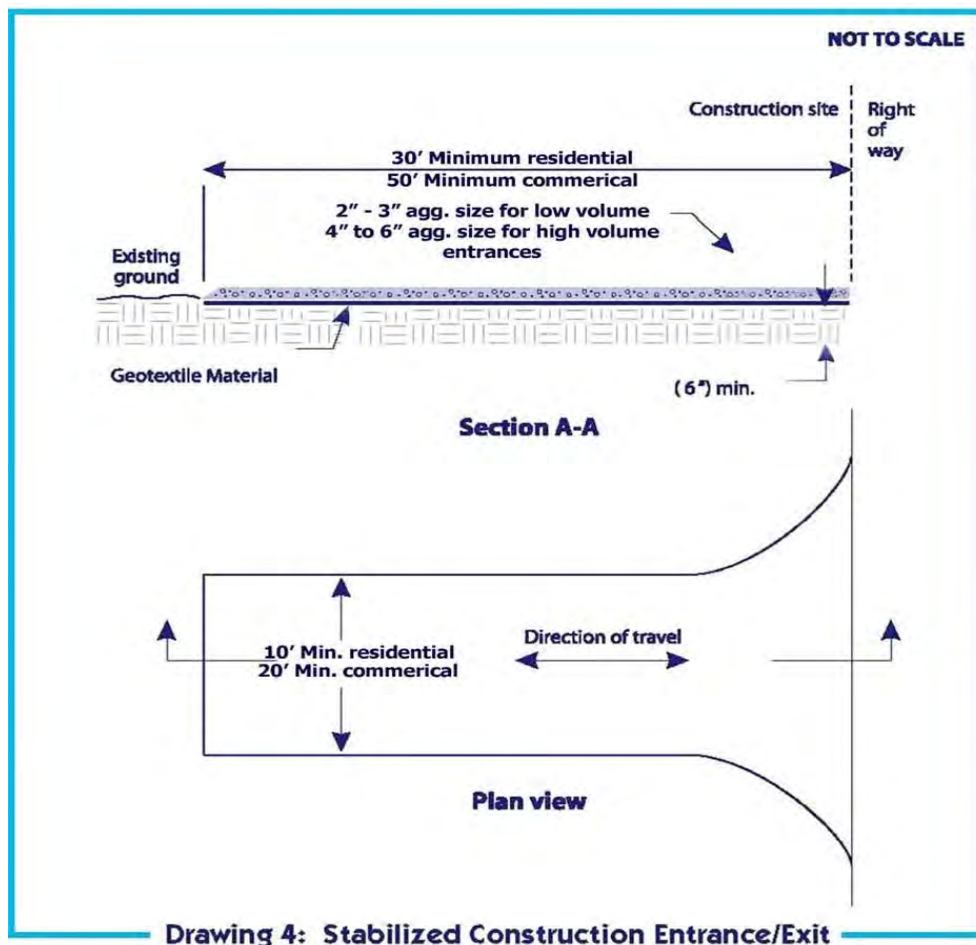 NOT TO SCALE
Construction site
Right
of
way
30' Minimum residential
50' Minimum commerical
2" - 3" agg. size for low volume
4" to 6" agg. size for high volume
entrances
Existing
ground
Geotextile Material
( 6") min.
Section A-A
10' Min. residential
20' Min. commerical
Direction of travel
Plan view
Drawing 4: Stabilized Construction Entrance/Exit